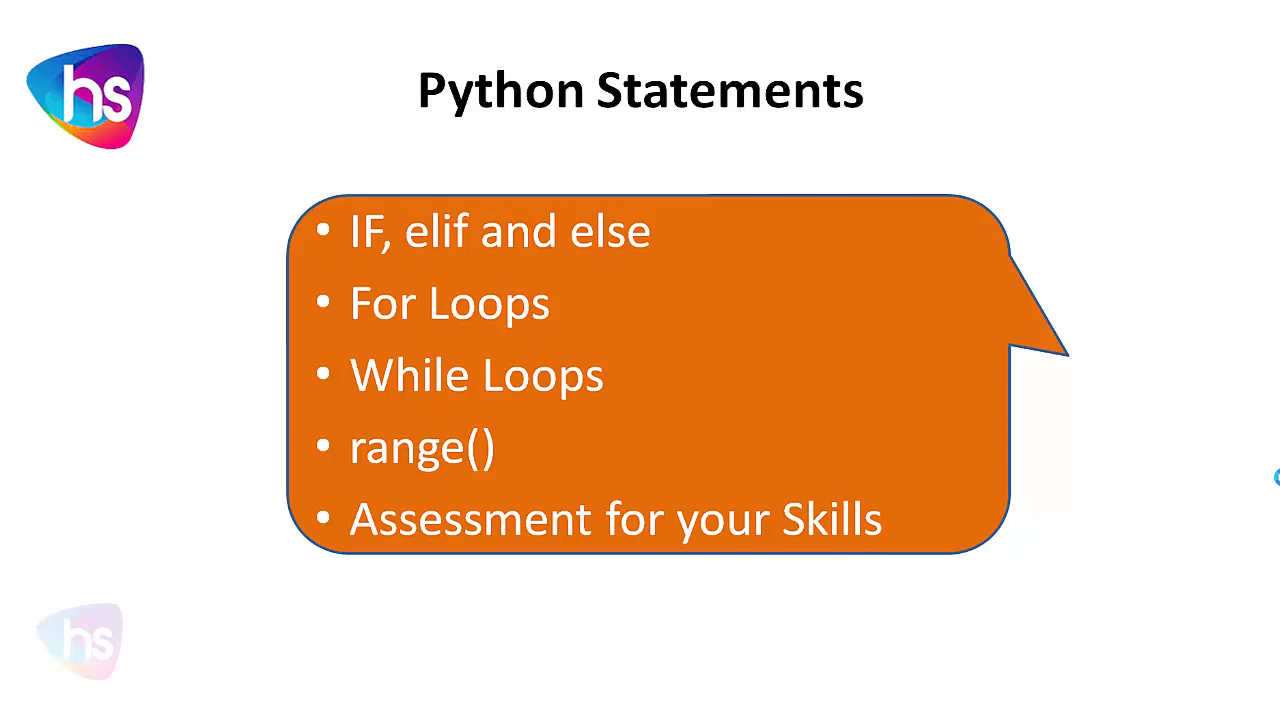 hs
Python Statements
• IF, elif and else
• For Loops
• While Loops
• range()
• Assessment for your Skills
hs